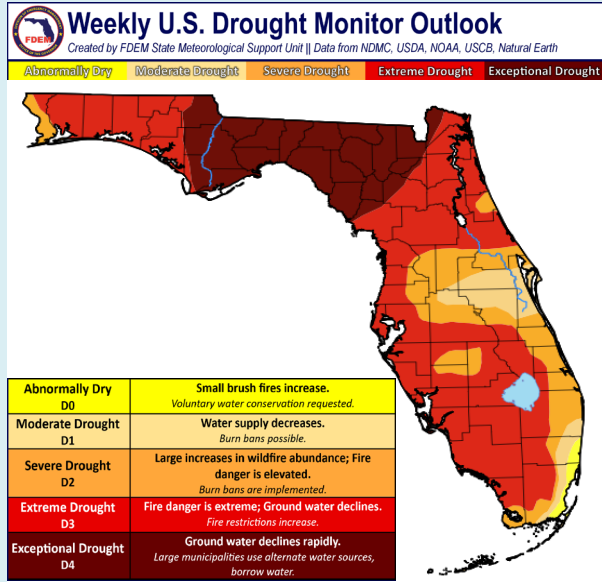 FDEM
Weekly U.S. Drought Monitor Outlook
Created by FDEM State Meteorological Support Unit || Data from NDMC, USDA, NOAA, USCB, Natural Earth
Abnormally Dry Moderate Drought Severe Drought Extreme Drought Exceptional Drought
Abnormally Dry
D0
Small brush fires increase.
Voluntary water conservation requested.
Moderate Drought
D1
Water supply decreases.
Burn bans possible.
Severe Drought
D2
Large increases in wildfire abundance; Fire
danger is elevated.
Burn bans are implemented.
Extreme Drought
D3
Fire danger is extreme; Ground water declines.
Fire restrictions increase.
Exceptional Drought
D4
Ground water declines rapidly.
Large municipalities use alternate water sources,
borrow water.